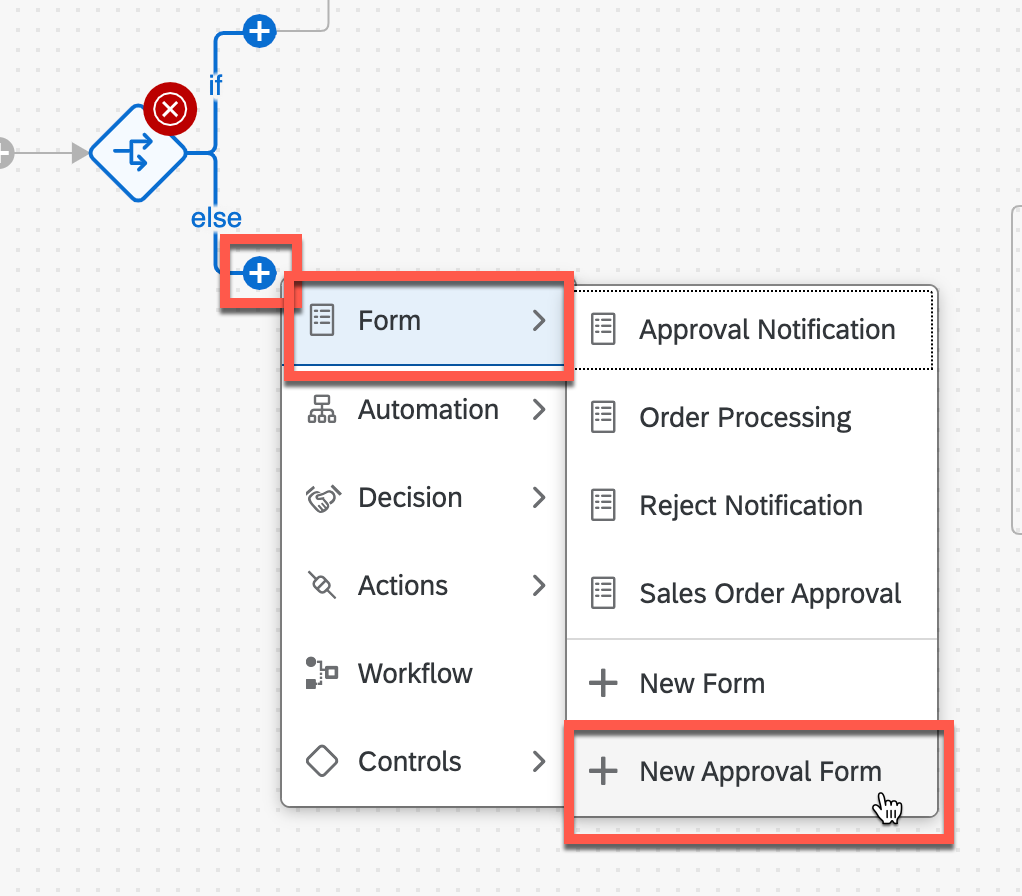 if
else
Form
Automation
Decision
Actions
Workflow
Controls
Approval Notification
Order Processing
Reject Notification
Sales Order Approval
New Form
New Approval Form